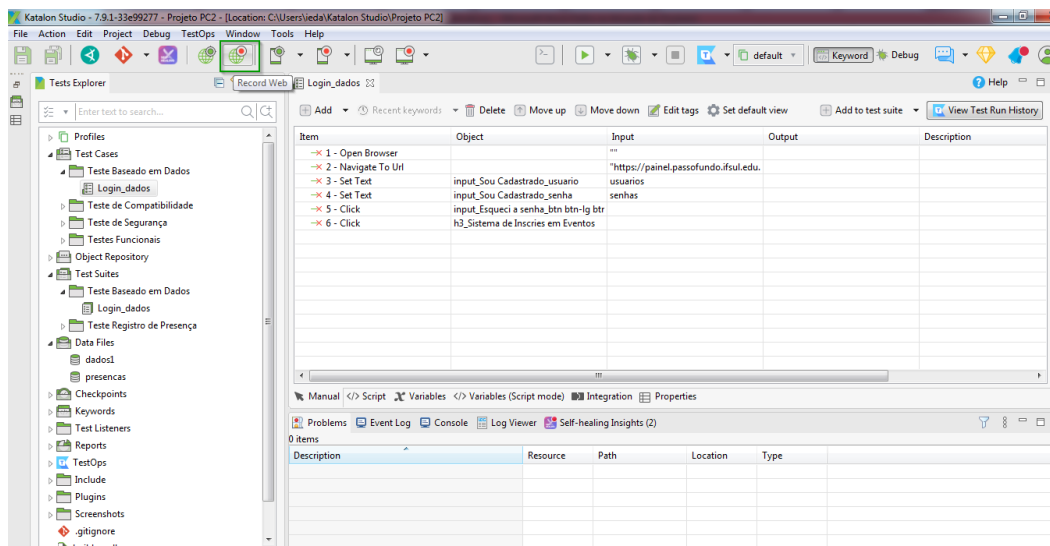 Katalon Studio - 7.9.1-33e99277 - Projeto PC2 - [Location: C:\Users\ieda\Katalon Studio\Projeto PC2]
File Action Edit Project Debug TestOps Window Tools Help
default Keyword Debug
Record Web
Tests Explorer
Login_dados
Help
Enter text to search...
Add Recent keywords Delete Move up Move down Edit tags Set default view Add to test suite View Test Run History
Profiles
Test Cases
Teste Baseado em Dados
Login_dados
Teste de Compatibilidade
Teste de Segurança
Testes Funcionais
Object Repository
Test Suites
Teste Baseado em Dados
Login_dados
Teste Registro de Presença
Data Files
dados1
presencas
Checkpoints
Keywords
Test Listeners
Reports
TestOps
Include
Plugins
Screenshots
.gitignore
Item Object Input Output Description
1 - Open Browser ""
2 - Navigate To Url "https://painel.passofundo.ifsul.edu.
3 - Set Text input_Sou Cadastrado_usuario usuarios
4 - Set Text input_Sou Cadastrado_senha senhas
5 - Click input_Esqueci a senha_btn btn-lg btr
6 - Click h3_Sistema de Inscries em Eventos
Manual </> Script Variables </> Variables (Script mode) Integration Properties
Problems Event Log Console Log Viewer Self-healing Insights (2)
0 items
Description Resource Path Location Type